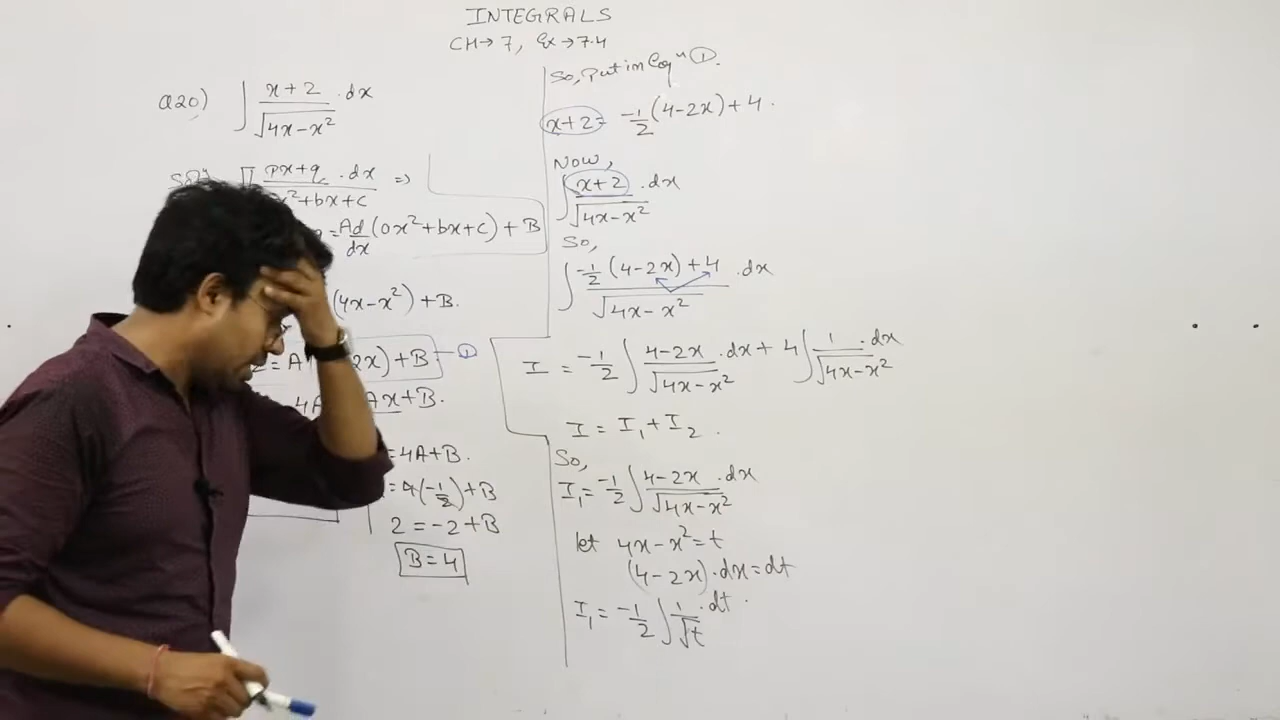 INTEGRALS
CH→7, Ex→7.4
Q20) ∫ x+2 / √4x-x² .dx
∫ px+q / x²+bx+c .dx ⇒
= A d/dx (ax²+bx+c) + B
(4x-x²) + B.
= A 2x) + B —①
4A Ax + B.
= 4A+B.
= 4(-1/2)+B
2 = -2+B
B=4
So, Put in Eqⁿ ①.
x+2 = -1/2 (4-2x) + 4.
Now,
∫ x+2 / √4x-x² .dx
So,
∫ -1/2 (4-2x) + 4 / √4x-x² .dx
I = -1/2 ∫ 4-2x / √4x-x² .dx + 4 ∫ 1 / √4x-x² .dx
I = I₁ + I₂.
So,
I₁ = -1/2 ∫ 4-2x / √4x-x² .dx
let 4x-x² = t
(4-2x).dx = dt
I₁ = -1/2 ∫ 1/√t .dt.